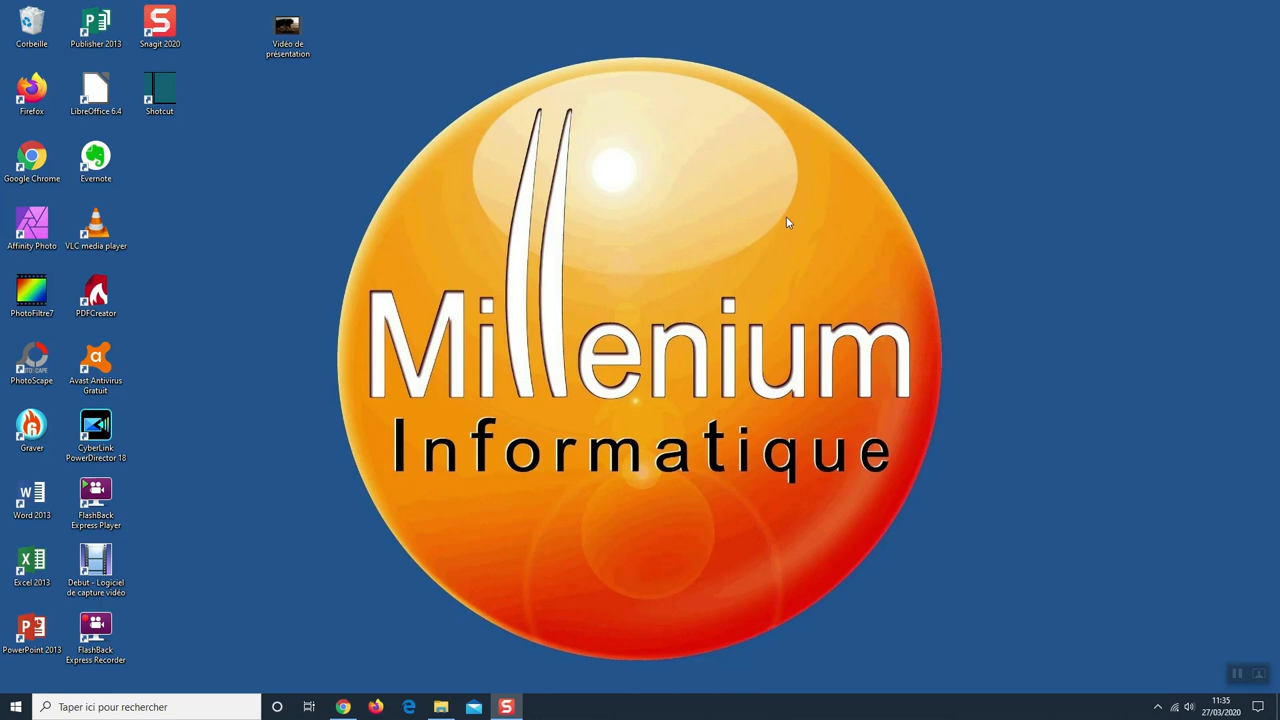 Corbeille
Publisher 2013
Snagit 2020
Vidéo de
présentation
Firefox
LibreOffice 6.4
Shotcut
Google Chrome
Evernote
Affinity Photo
VLC media player
PhotoFiltre7
PDFCreator
PhotoScape
Avast Antivirus
Gratuit
Graver
CyberLink
PowerDirector 18
Word 2013
FlashBack
Express Player
Excel 2013
Debut - Logiciel
de capture vidéo
PowerPoint 2013
FlashBack
Express Recorder
Millenium
Informatique
Taper ici pour rechercher
11:35
27/03/2020